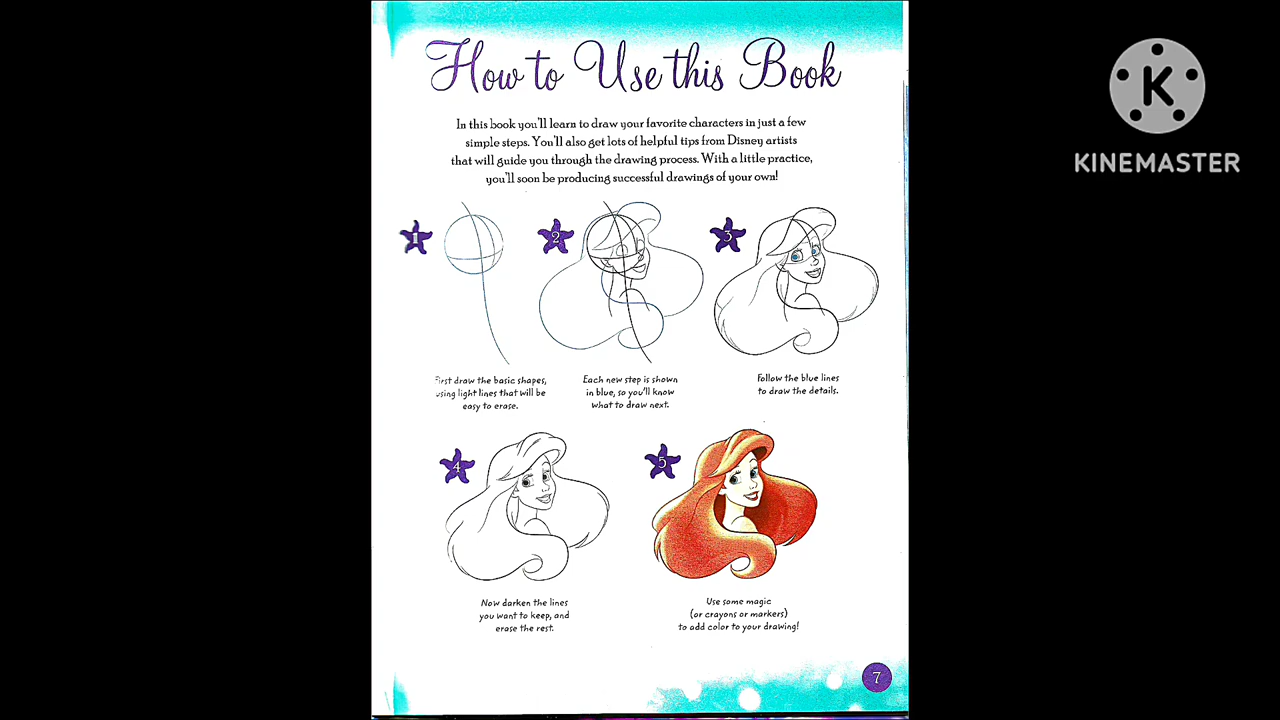 How to Use this Book
K
KINEMASTER
In this book you'll learn to draw your favorite characters in just a few
simple steps. You'll also get lots of helpful tips from Disney artists
that will guide you through the drawing process. With a little practice,
you'll soon be producing successful drawings of your own!
1
2
3
First draw the basic shapes,
using light lines that will be
easy to erase.
Each new step is shown
in blue, so you'll know
what to draw next.
Follow the blue lines
to draw the details.
4
5
Now darken the lines
you want to keep, and
erase the rest.
Use some magic
(or crayons or markers)
to add color to your drawing!
7